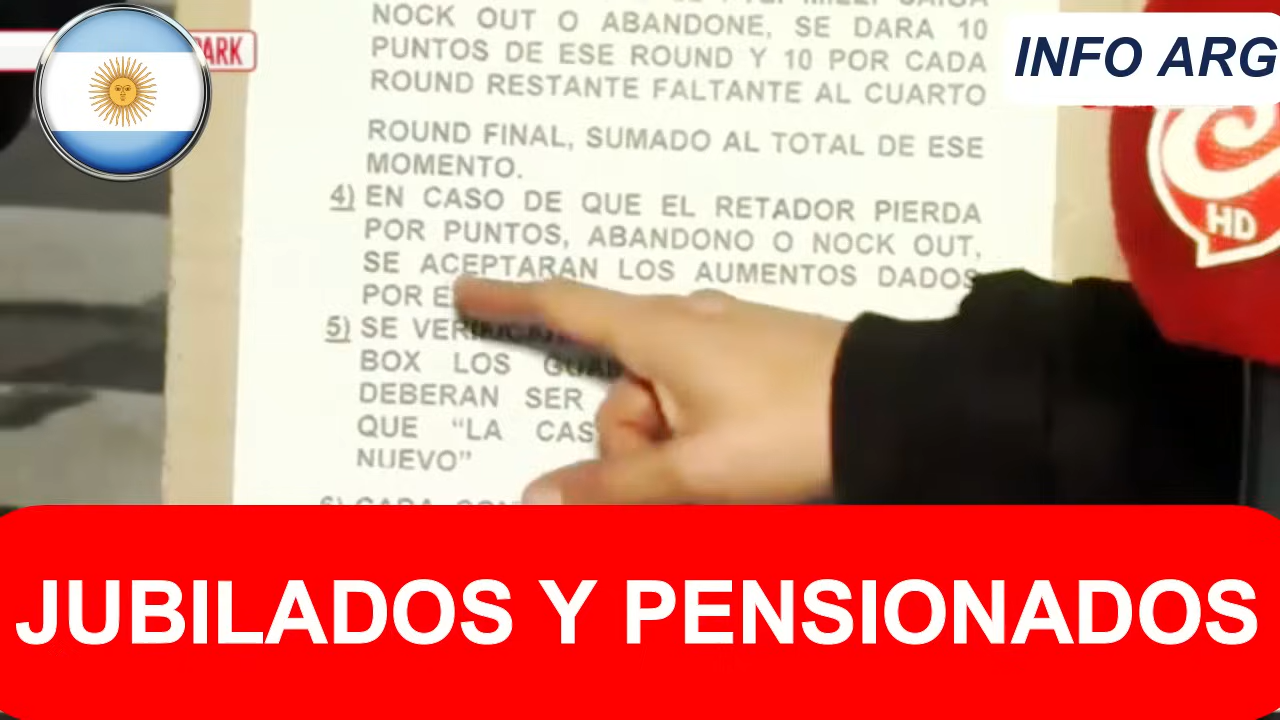 NOCK OUT O ABANDONE, SE DARA 10
PUNTOS DE ESE ROUND Y 10 POR CADA
ROUND RESTANTE FALTANTE AL CUARTO
ROUND FINAL, SUMADO AL TOTAL DE ESE
MOMENTO.
4) EN CASO DE QUE EL RETADOR PIERDA
POR PUNTOS, ABANDONO O NOCK OUT,
SE ACEPTARAN LOS AUMENTOS DADOS
POR
5) SE
BOX LOS
DEBERAN SER
QUE “LA
NUEVO”
INFO ARG
HD
JUBILADOS Y PENSIONADOS